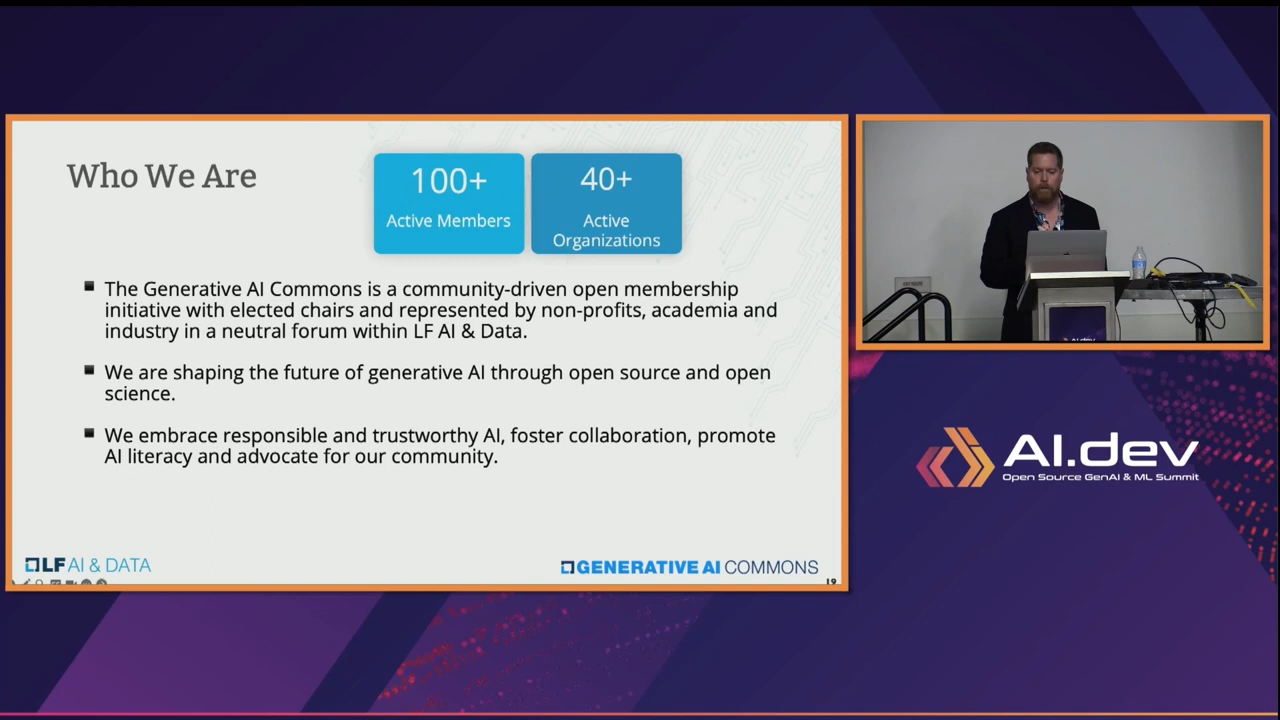 Who We Are
100+
Active Members
40+
Active
Organizations
The Generative AI Commons is a community-driven open membership
initiative with elected chairs and represented by non-profits, academia and
industry in a neutral forum within LF AI & Data.
We are shaping the future of generative AI through open source and open
science.
We embrace responsible and trustworthy AI, foster collaboration, promote
AI literacy and advocate for our community.
LF AI & DATA
GENERATIVE AI COMMONS
19
AI.dev
AI.dev
Open Source GenAI & ML Summit